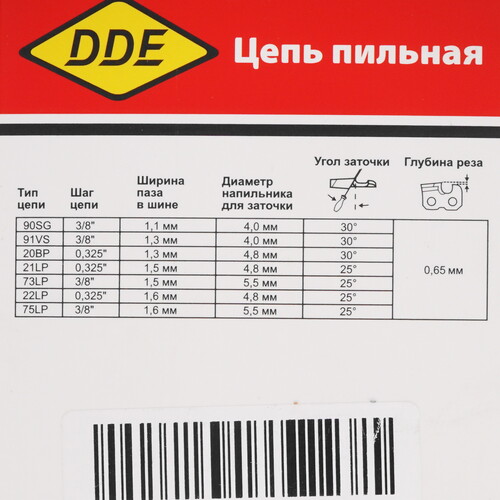 DDE
Цепь пильная
Тип цепи Шаг цепи Ширина паза в шине Диаметр напильника для заточки Угол заточки Глубина реза
90SG 3/8" 1,1 мм 4,0 мм 30° 0,65 мм
91VS 3/8" 1,3 мм 4,0 мм 30°
20BP 0,325" 1,3 мм 4,8 мм 30°
21LP 0,325" 1,5 мм 4,8 мм 25°
73LP 3/8" 1,5 мм 5,5 мм 25°
22LP 0,325" 1,6 мм 4,8 мм 25°
75LP 3/8" 1,6 мм 5,5 мм 25°